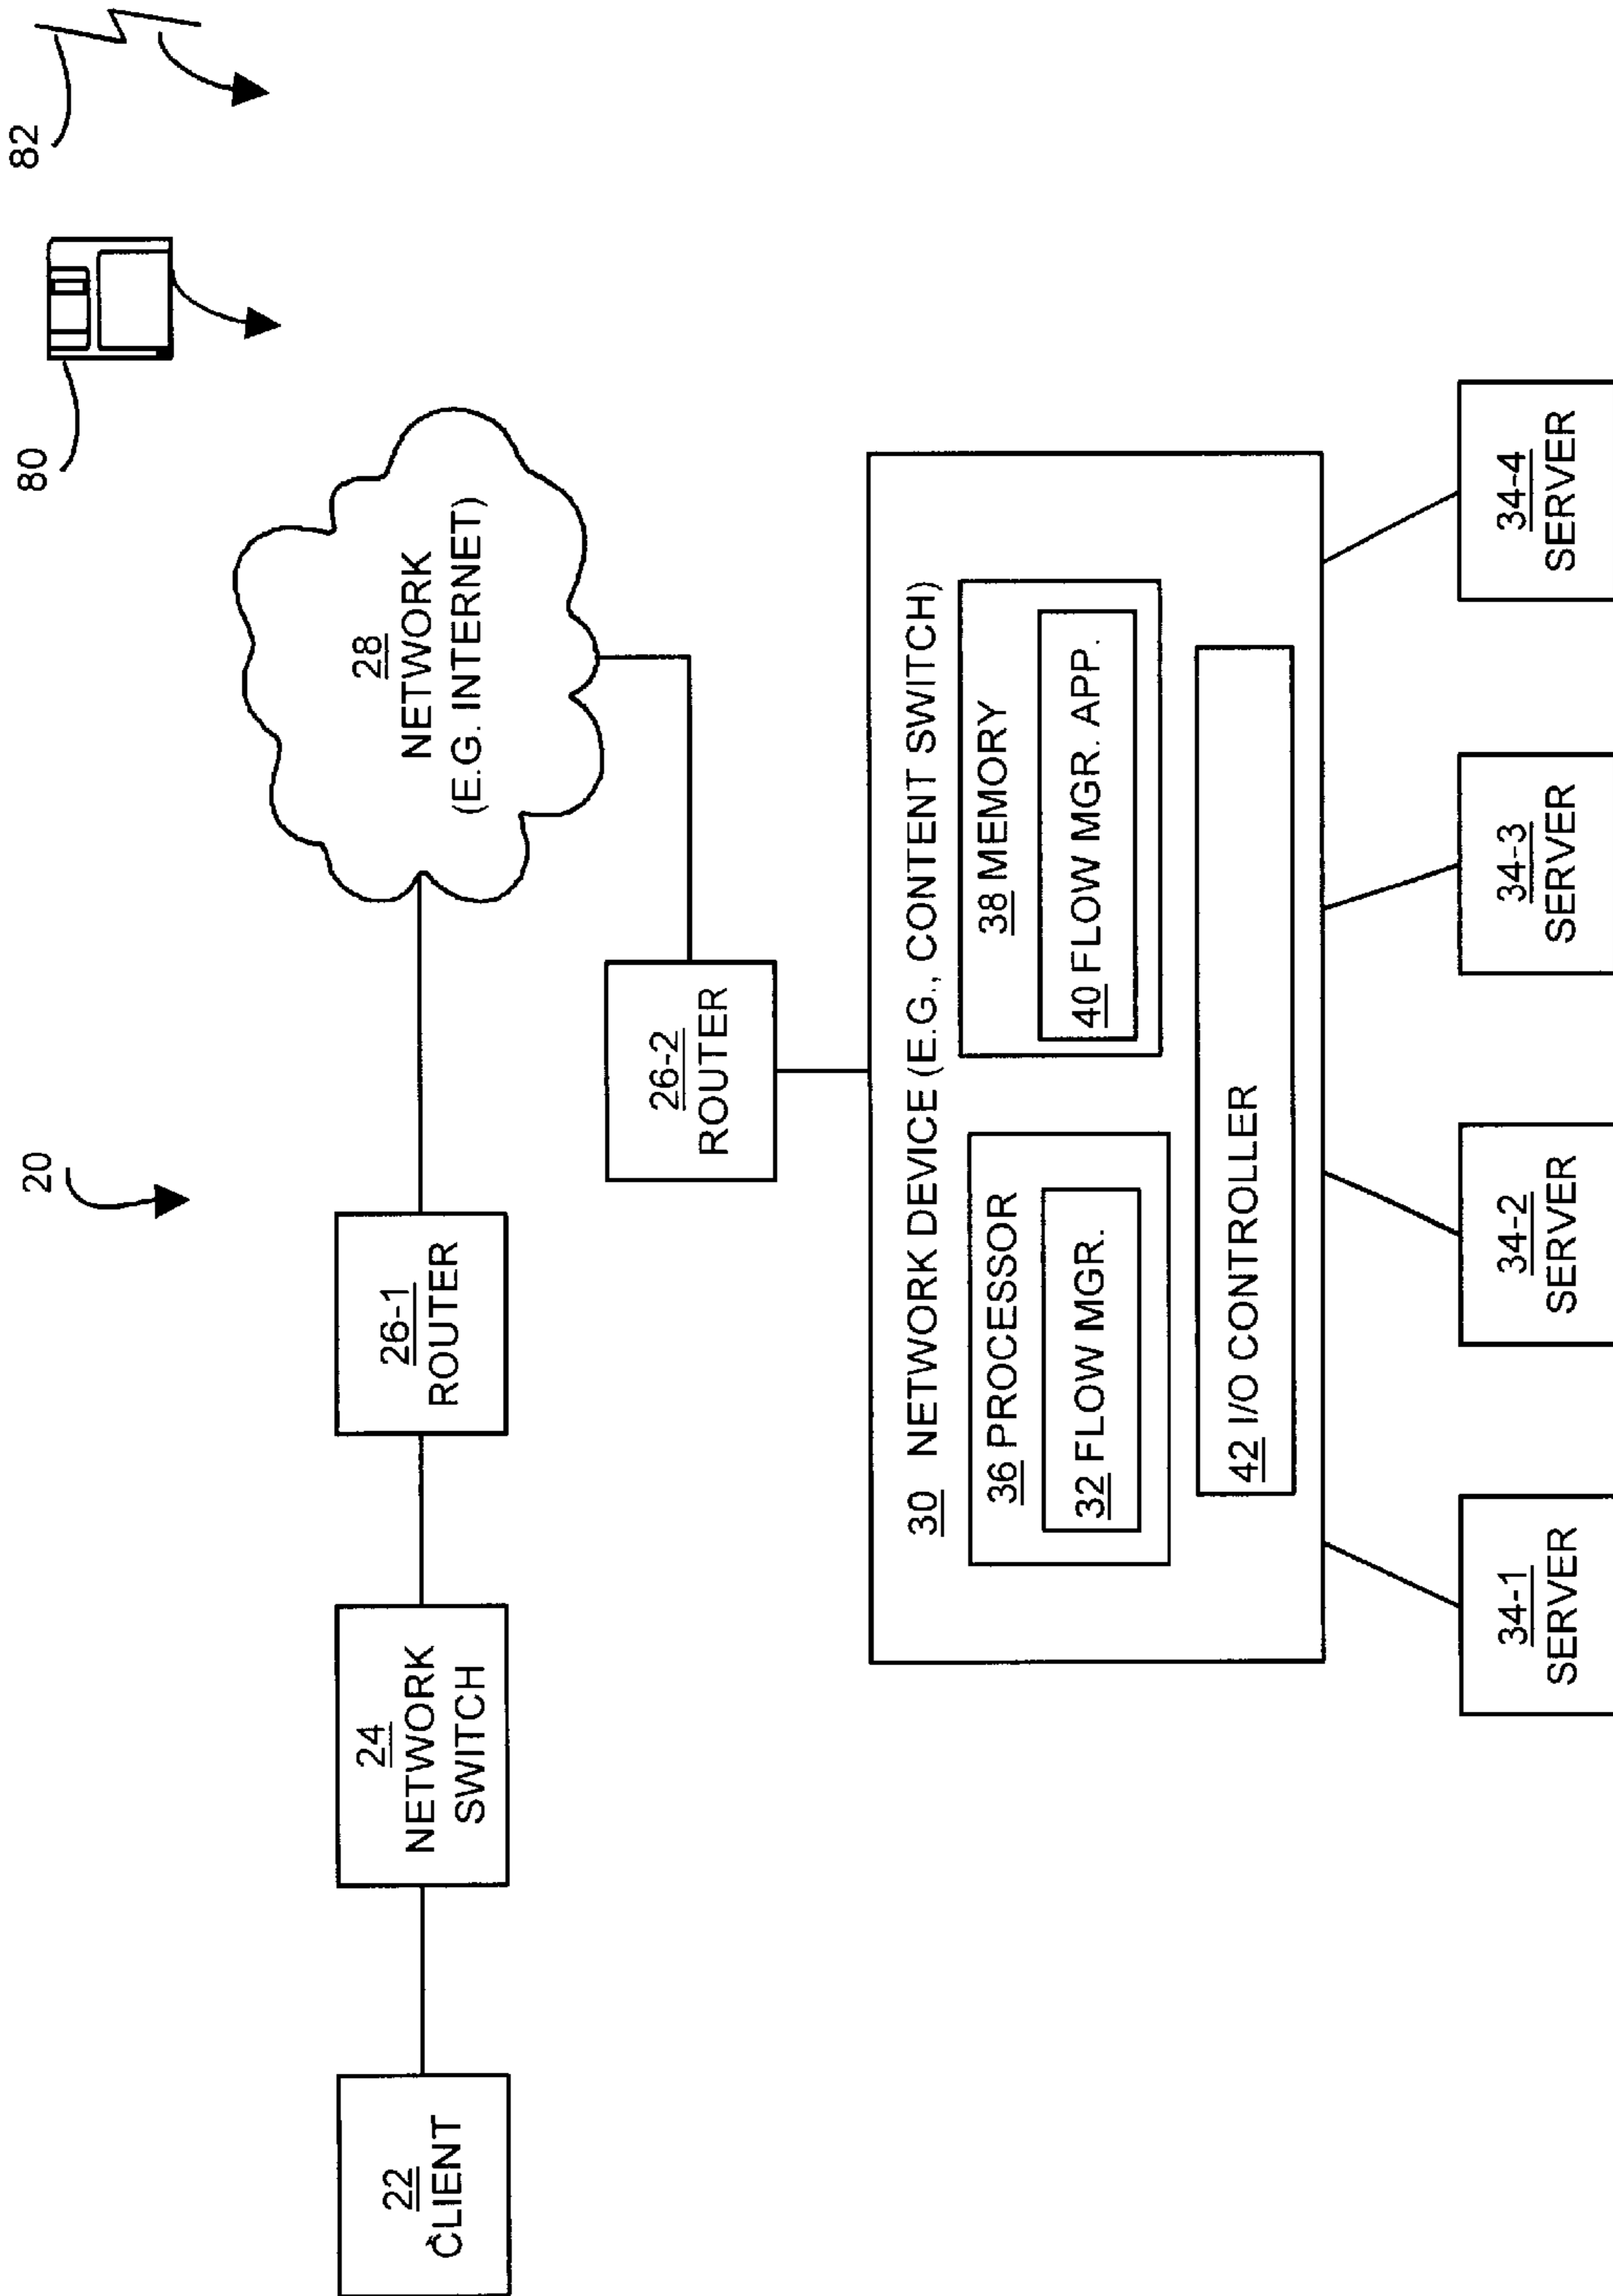 20
80
82
22
CLIENT
24
NETWORK
SWITCH
26-1
ROUTER
28
NETWORK
(E.G. INTERNET)
26-2
ROUTER
30 NETWORK DEVICE (E.G., CONTENT SWITCH)
36 PROCESSOR
32 FLOW MGR.
38 MEMORY
40 FLOW MGR. APP.
42 I/O CONTROLLER
34-1
SERVER
34-2
SERVER
34-3
SERVER
34-4
SERVER